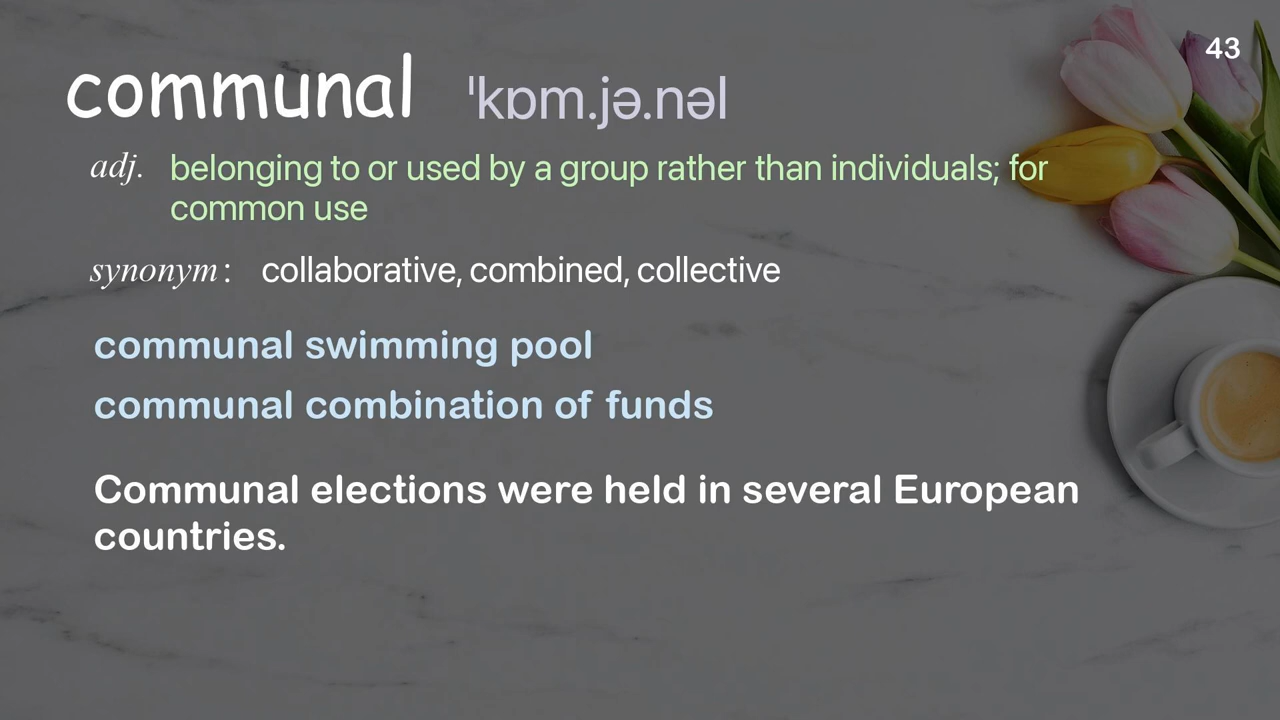 43
communal ˈkɒm.jə.nəl
adj. belonging to or used by a group rather than individuals; for
common use
synonym: collaborative, combined, collective
communal swimming pool
communal combination of funds
Communal elections were held in several European
countries.